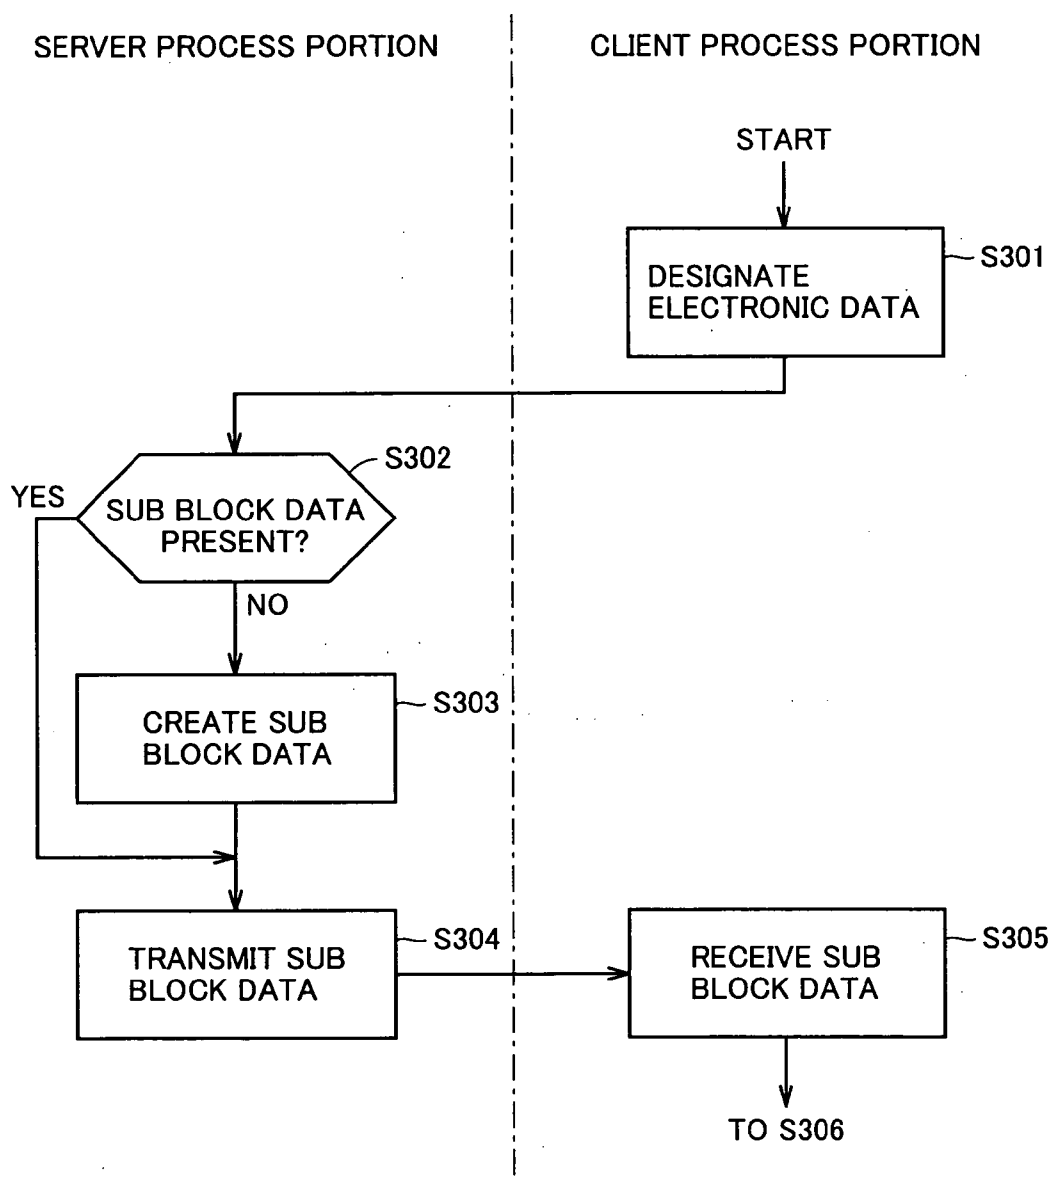 SERVER PROCESS PORTION
CLIENT PROCESS PORTION
START
S301
DESIGNATE
ELECTRONIC DATA
S302
YES
SUB BLOCK DATA
PRESENT?
NO
S303
CREATE SUB
BLOCK DATA
S304
TRANSMIT SUB
BLOCK DATA
S305
RECEIVE SUB
BLOCK DATA
TO S306